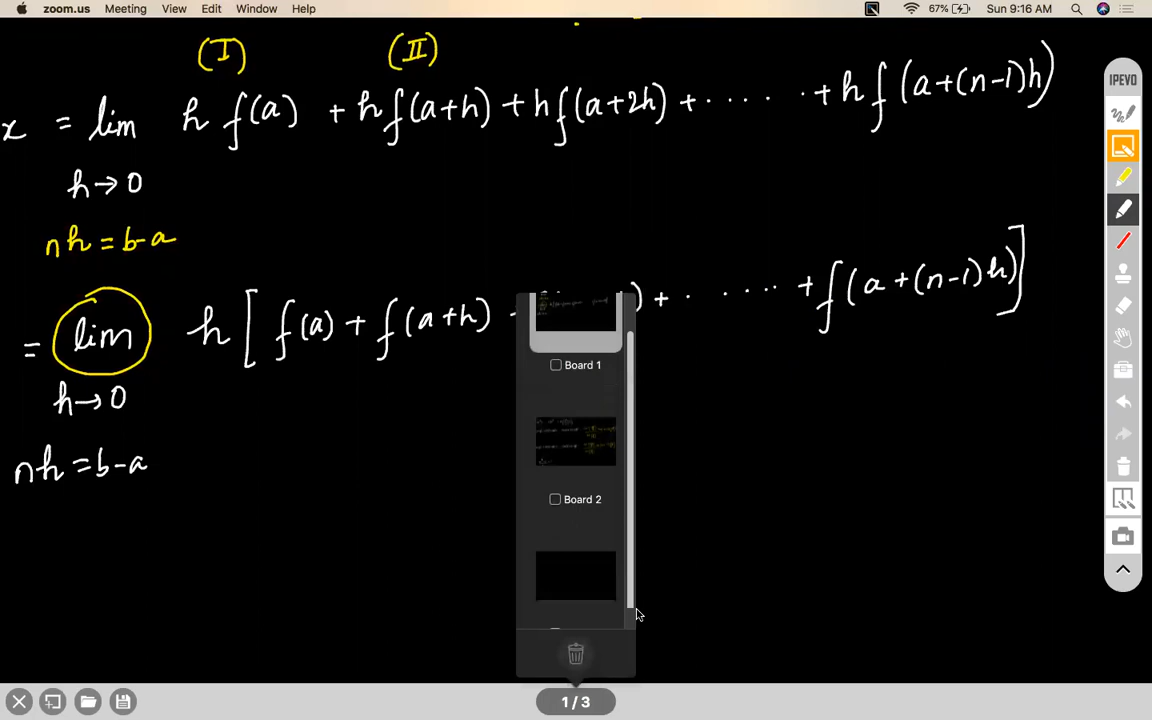 zoom.us Meeting View Edit Window Help 67% Sun 9:16 AM
(I) (II)
IPEVO
x = lim h f(a) + h f(a+h) + h f(a+2h) + ..... + h f(a+(n-1)h)
h → 0
nh = b-a
= lim h [ f(a) + f(a+h) ) + ..... + f(a+(n-1)h) ]
h → 0
nh = b-a
Board 1
Board 2
1 / 3